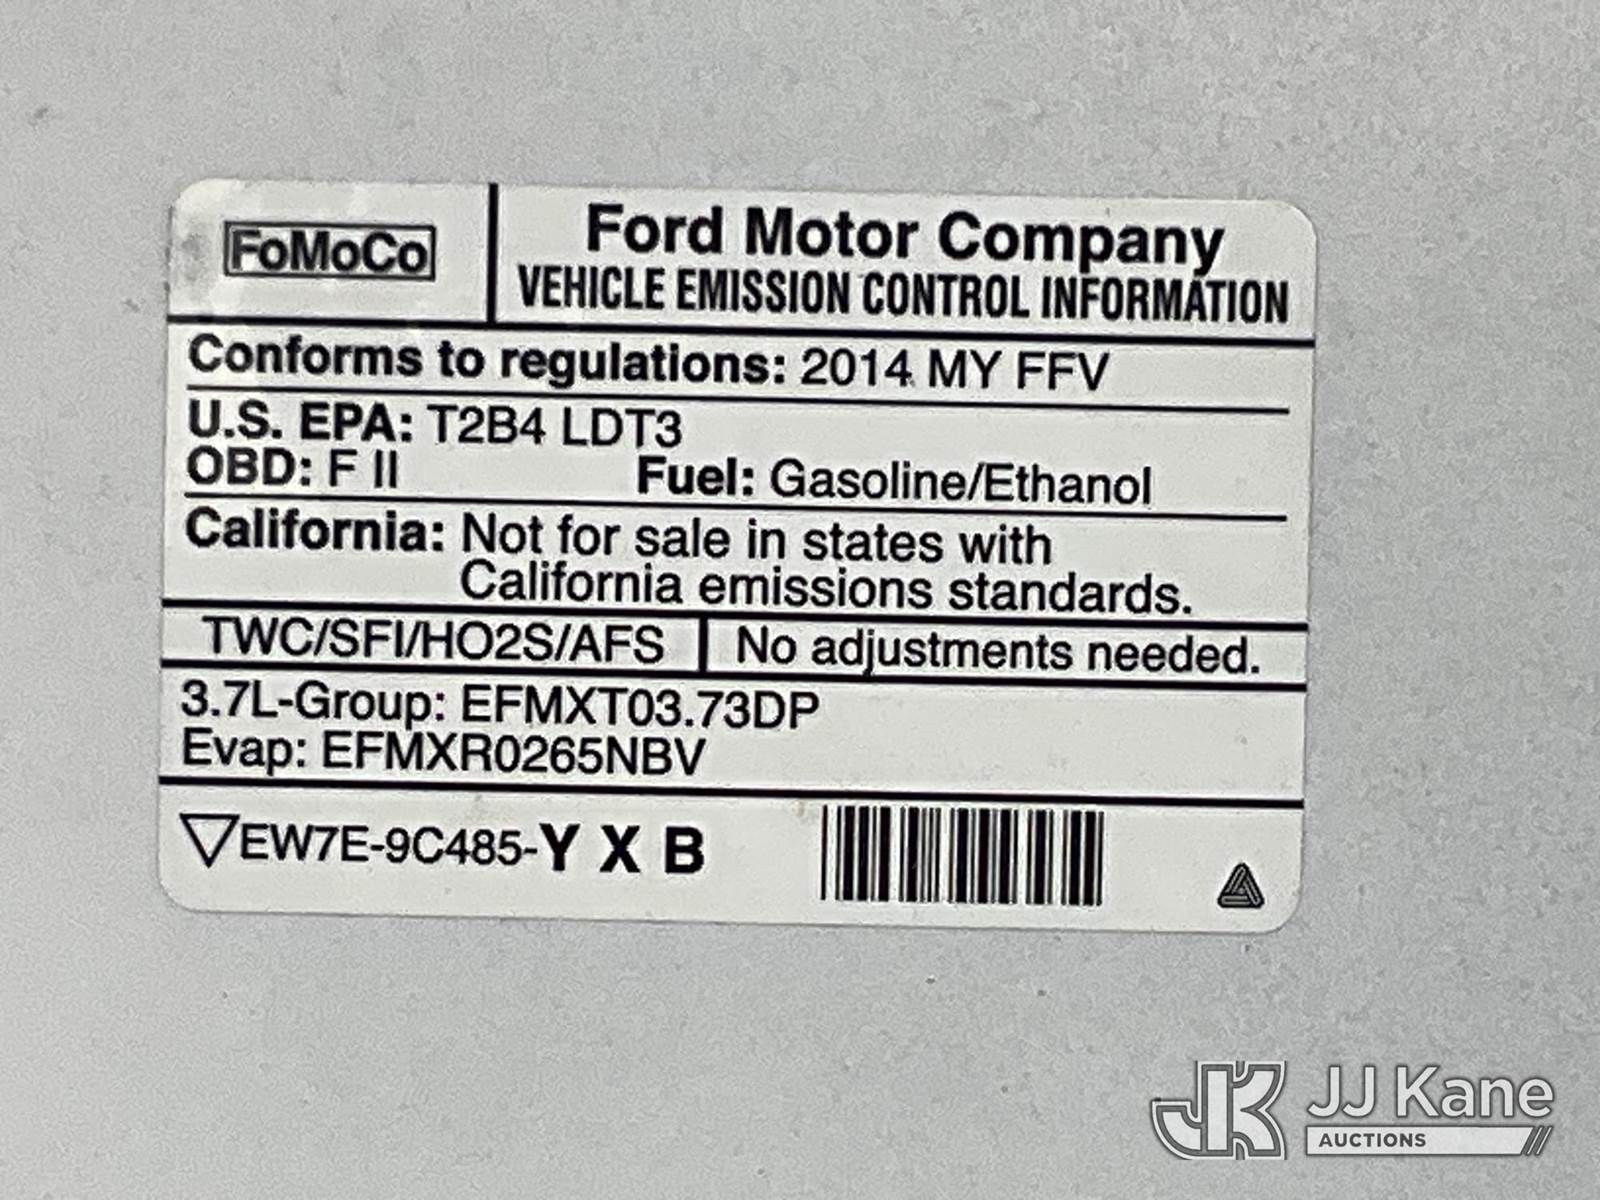 FoMoCo
Ford Motor Company
VEHICLE EMISSION CONTROL INFORMATION
Conforms to regulations: 2014 MY FFV
U.S. EPA: T2B4 LDT3
OBD: F II Fuel: Gasoline/Ethanol
California: Not for sale in states with
California emissions standards.
TWC/SFI/HO2S/AFS No adjustments needed.
3.7L-Group: EFMXT03.73DP
Evap: EFMXR0265NBV
EW7E-9C485-Y X B
JK JJ Kane
AUCTIONS